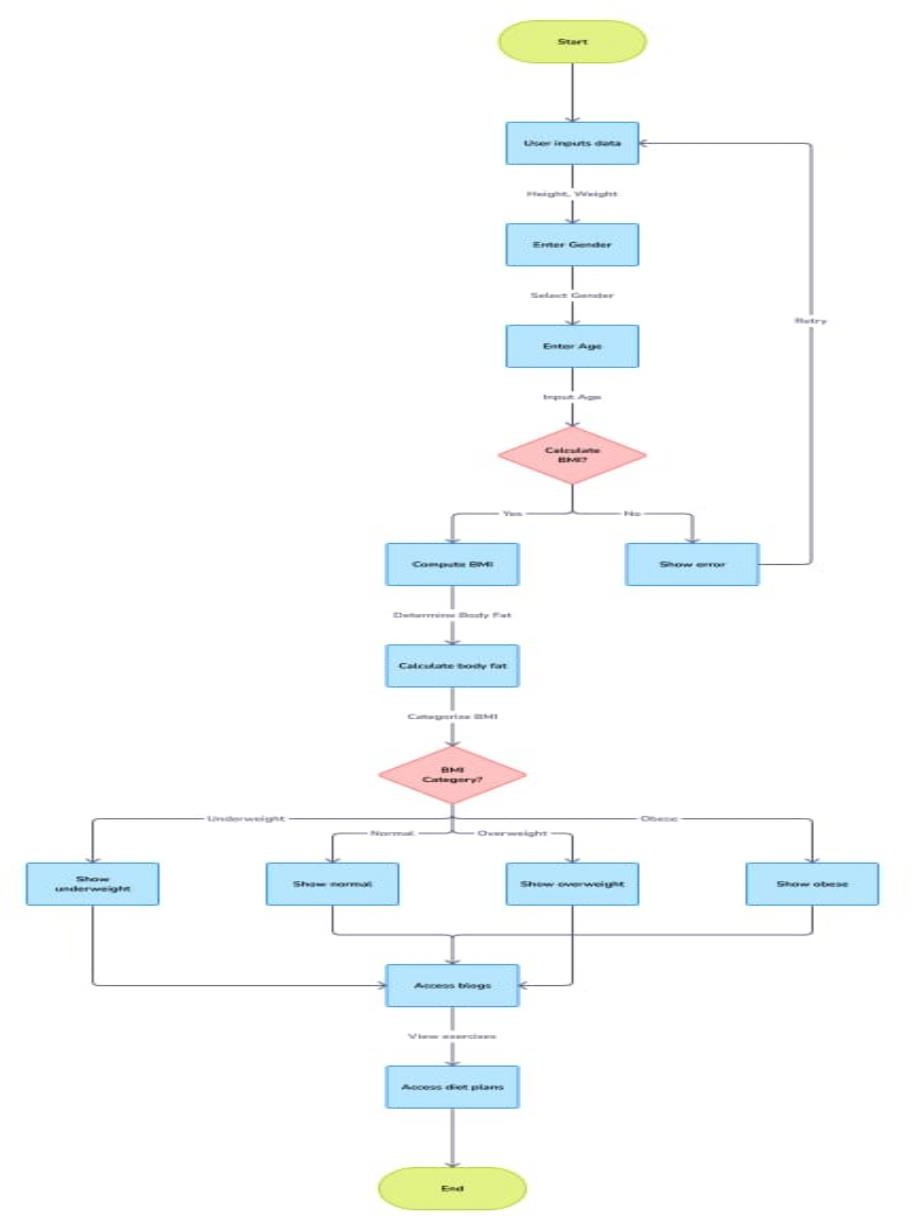 Start
User inputs data
Height, Weight
Enter Gender
Select Gender
Retry
Enter Age
Input Age
Calculate
BMI?
Yes
No
Compute BMI
Show error
Determine Body Fat
Calculate body fat
Categorize BMI
BMI
Category?
Underweight
Obese
Normal
Overweight
Show
underweight
Show normal
Show overweight
Show obese
Access blogs
View exercises
Access diet plans
End